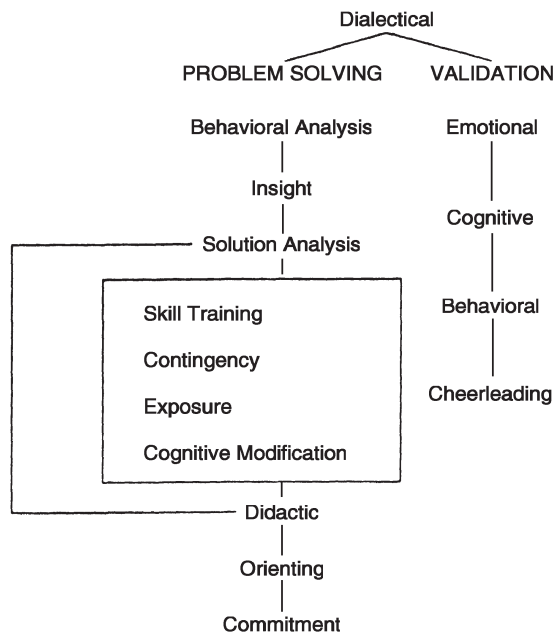 Dialectical
PROBLEM SOLVING
VALIDATION
Behavioral Analysis
Insight
Solution Analysis
Skill Training
Contingency
Exposure
Cognitive Modification
Didactic
Orienting
Commitment
Emotional
Cognitive
Behavioral
Cheerleading